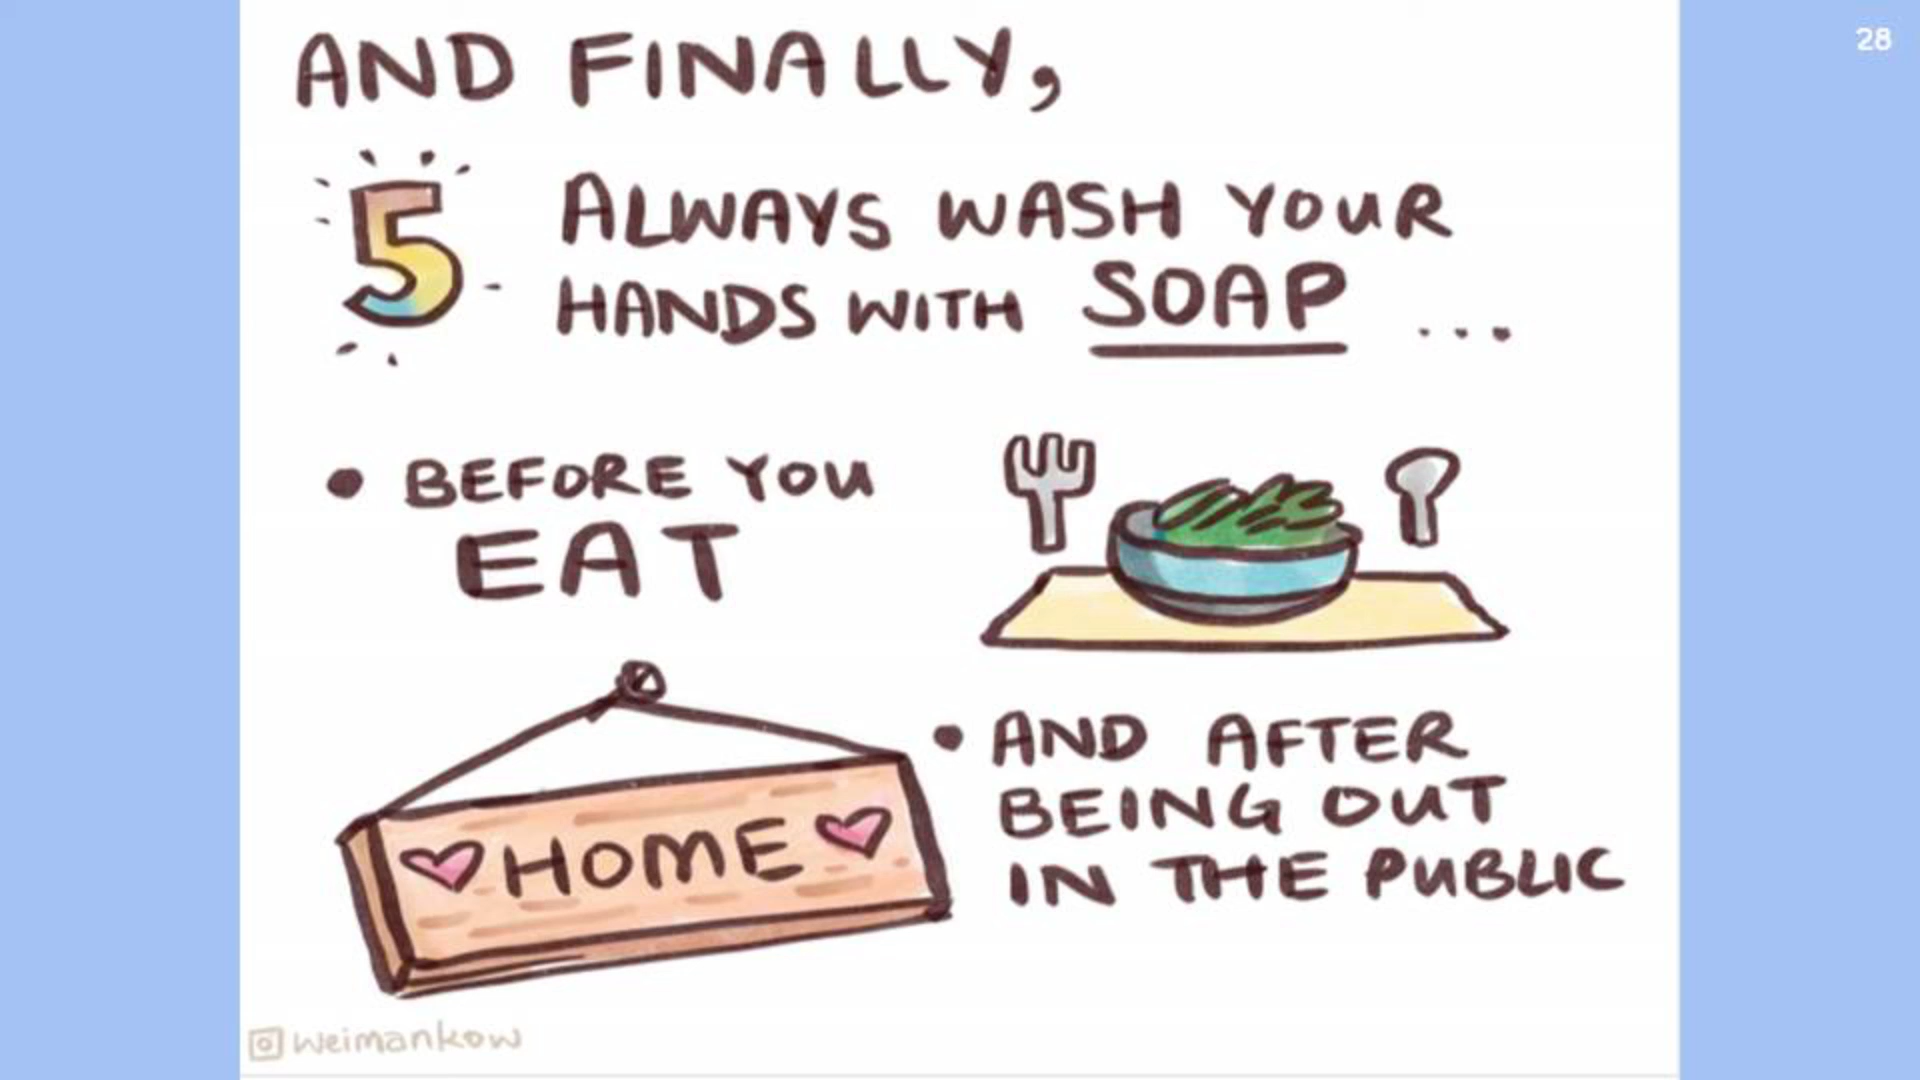 28
AND FINALLY,
5 ALWAYS WASH YOUR
HANDS WITH SOAP ...
• BEFORE YOU
EAT
HOME
• AND AFTER
BEING OUT
IN THE PUBLIC
weimankow